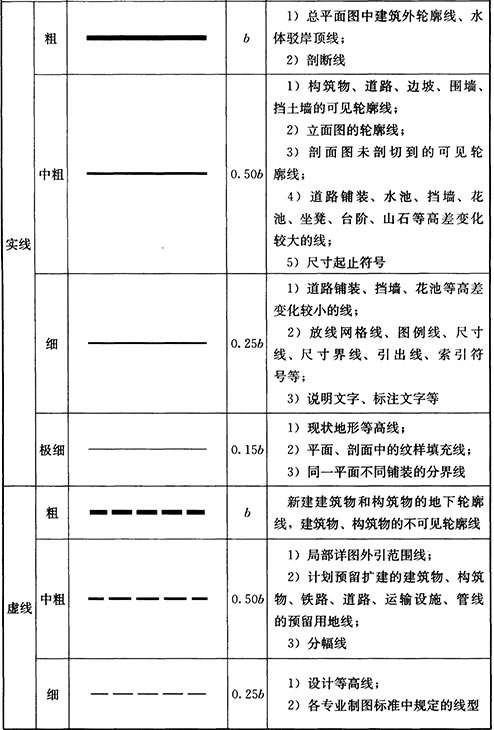 粗
b
1）总平面图中建筑外轮廓线、水
体驳岸顶线；
2）剖断线
中粗
0.50b
1）构筑物、道路、边坡、围墙、
挡土墙的可见轮廓线；
2）立面图的轮廓线；
3）剖面图未剖切到的可见轮
廓线；
4）道路铺装、水池、挡墙、花
池、坐凳、台阶、山石等高差变化
较大的线；
5）尺寸起止符号
实线
细
0.25b
1）道路铺装、挡墙、花池等高差
变化较小的线；
2）放线网格线、图例线、尺寸
线、尺寸界线、引出线、索引符
号等；
3）说明文字、标注文字等
极细
0.15b
1）现状地形等高线；
2）平面、剖面中的纹样填充线；
3）同一平面不同铺装的分界线
粗
b
新建建筑物和构筑物的地下轮廓
线，建筑物、构筑物的不可见轮廓线
虚线
中粗
0.50b
1）局部详图外引范围线；
2）计划预留扩建的建筑物、构筑
物、铁路、道路、运输设施、管线
的预留用地线；
3）分幅线
细
0.25b
1）设计等高线；
2）各专业制图标准中规定的线型